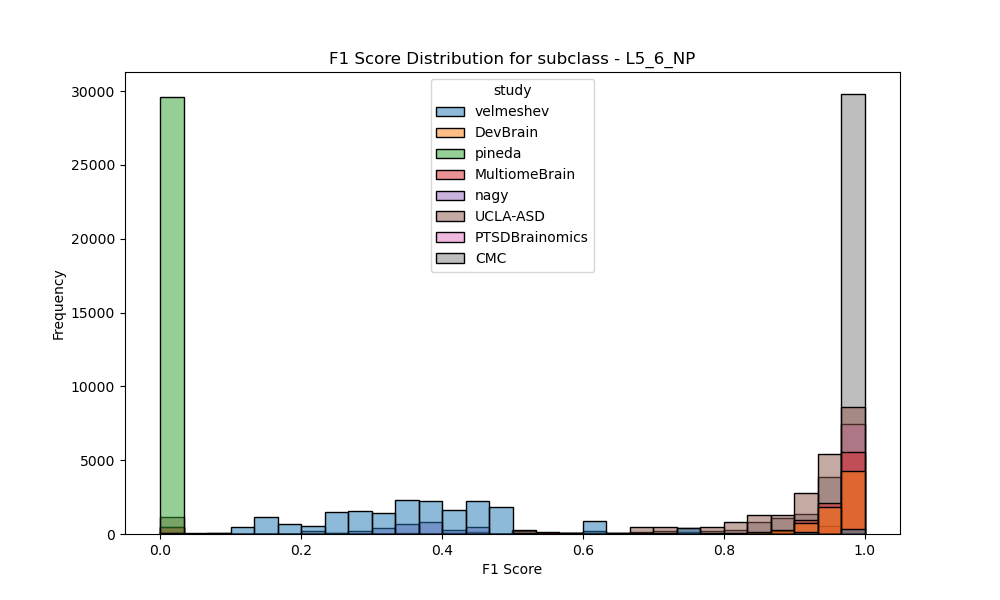 F1 Score Distribution for subclass - L5_6_NP
study
velmeshev
DevBrain
pineda
MultiomeBrain
nagy
UCLA-ASD
PTSDBrainomics
CMC
Frequency
30000
25000
20000
15000
10000
5000
0
0.0 0.2 0.4 0.6 0.8 1.0
F1 Score